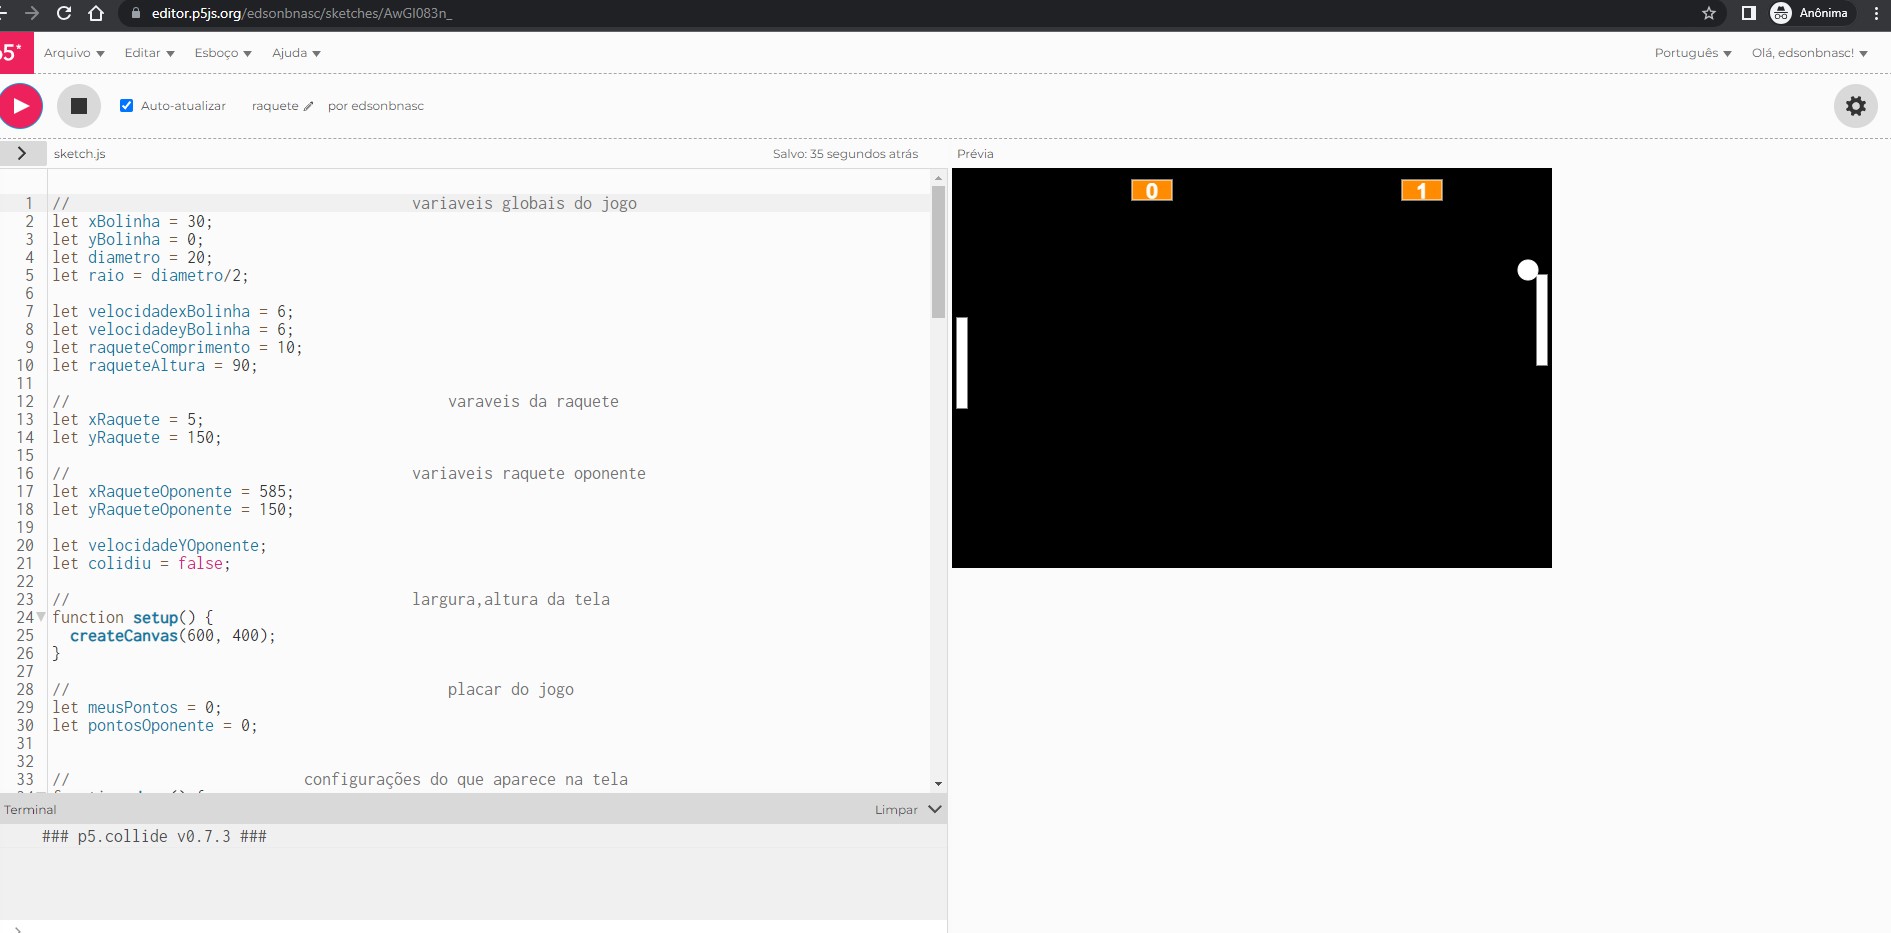 editor.p5js.org/edsonbnasc/sketches/AwGI083n_
Anônima
p5*
Arquivo
Editar
Esboço
Ajuda
Português
Olá, edsonbnasc!
Auto-atualizar
raquete
por edsonbnasc
sketch.js
Salvo: 35 segundos atrás
Prévia
1 // variaveis globais do jogo
2 let xBolinha = 30;
3 let yBolinha = 0;
4 let diametro = 20;
5 let raio = diametro/2;
6
7 let velocidadexBolinha = 6;
8 let velocidadeyBolinha = 6;
9 let raqueteComprimento = 10;
10 let raqueteAltura = 90;
11
12 // varaveis da raquete
13 let xRaquete = 5;
14 let yRaquete = 150;
15
16 // variaveis raquete oponente
17 let xRaqueteOponente = 585;
18 let yRaqueteOponente = 150;
19
20 let velocidadeYOponente;
21 let colidiu = false;
22
23 // largura,altura da tela
24 function setup() {
25 createCanvas(600, 400);
26 }
27
28 // placar do jogo
29 let meusPontos = 0;
30 let pontosOponente = 0;
31
32
33 // configurações do que aparece na tela
0
1
Terminal
Limpar
### p5.collide v0.7.3 ###